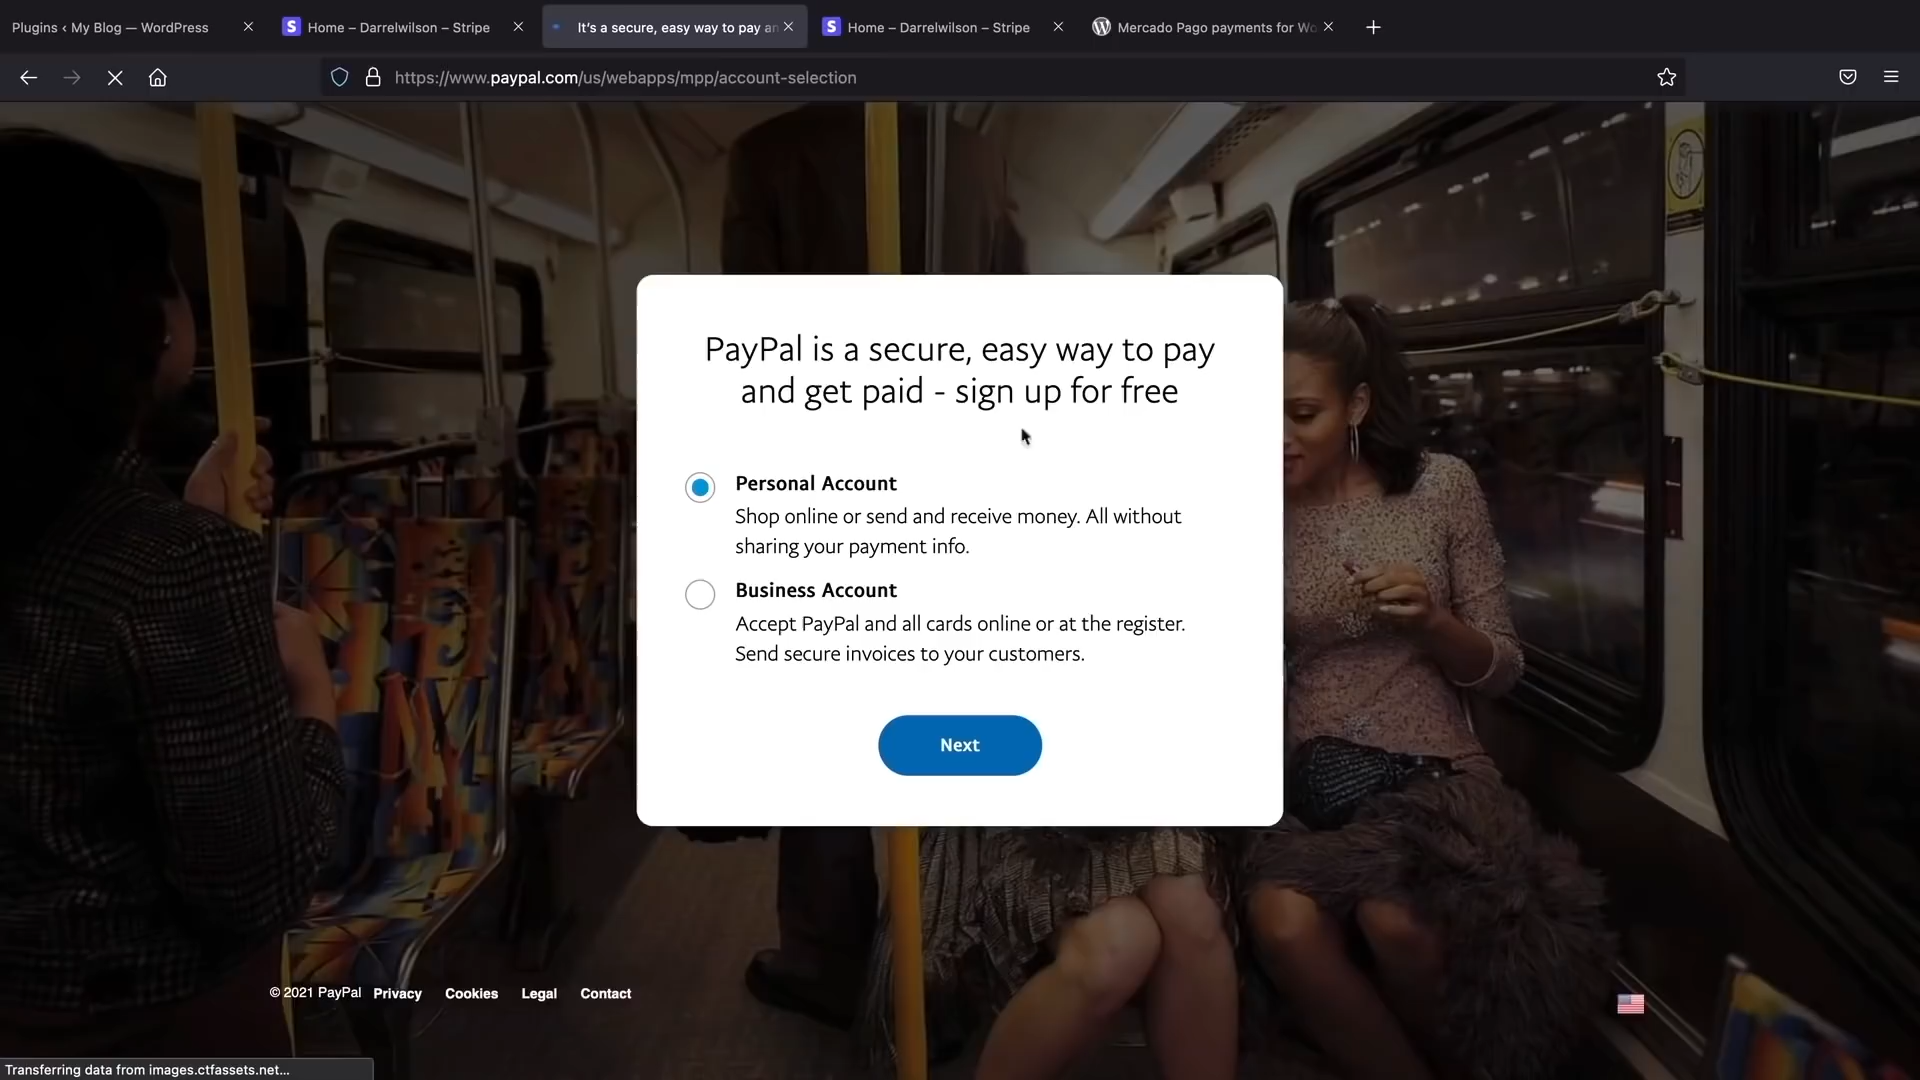 Plugins ‹ My Blog — WordPress
Home – Darrelwilson – Stripe
It's a secure, easy way to pay an
Home – Darrelwilson – Stripe
Mercado Pago payments for Wo
https://www.paypal.com/us/webapps/mpp/account-selection
PayPal is a secure, easy way to pay
and get paid - sign up for free
Personal Account
Shop online or send and receive money. All without
sharing your payment info.
Business Account
Accept PayPal and all cards online or at the register.
Send secure invoices to your customers.
Next
© 2021 PayPal Privacy Cookies Legal Contact
Transferring data from images.ctfassets.net...